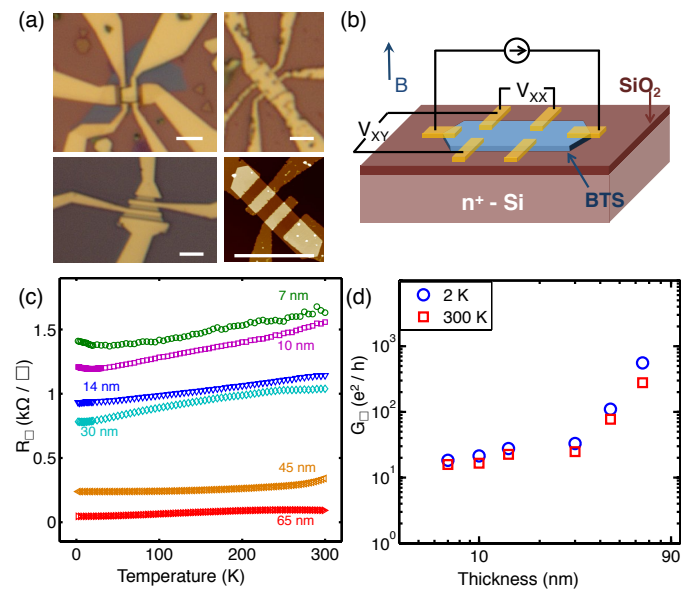 (a)
(b)
B
V_XX
V_XY
SiO₂
BTS
n⁺ - Si
(c)
7 nm
10 nm
14 nm
30 nm
45 nm
65 nm
1.5
1
0.5
0
R□ (kΩ / □)
0 100 200 300
Temperature (K)
(d)
2 K
300 K
10⁴
10³
10²
10¹
10⁰
G□ (e² / h)
10 90
Thickness (nm)